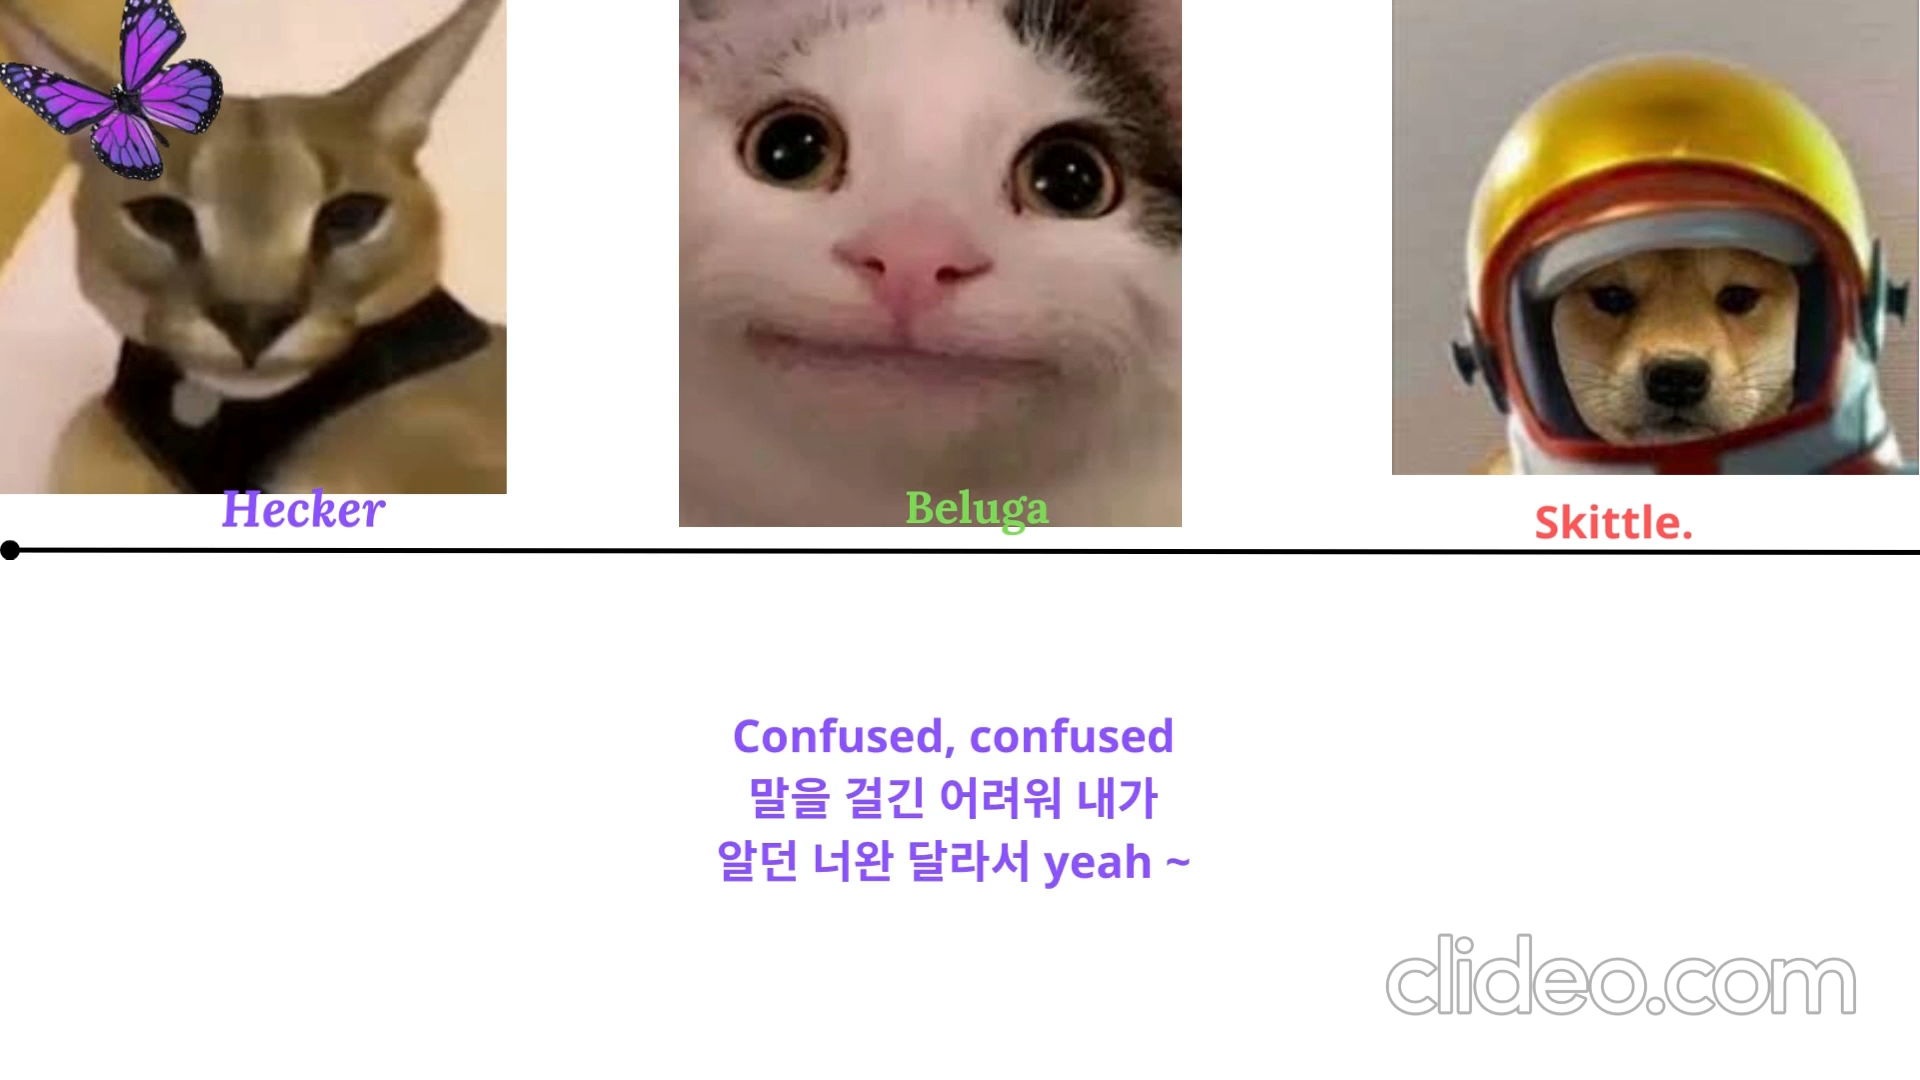 Hecker
Beluga
Skittle.
Confused, confused
말을 걸긴 어려워 내가
알던 너완 달라서 yeah ~
clideo.com